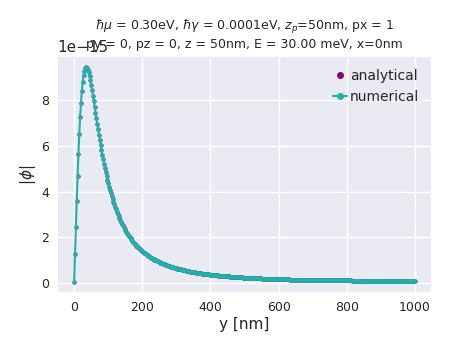 ℏμ = 0.30eV, ℏγ = 0.0001eV, z_p=50nm, px = 1
py = 0, pz = 0, z = 50nm, E = 30.00 meV, x=0nm
1e−15
analytical
numerical
8
6
4
2
0
|ϕ|
0 200 400 600 800 1000
y [nm]